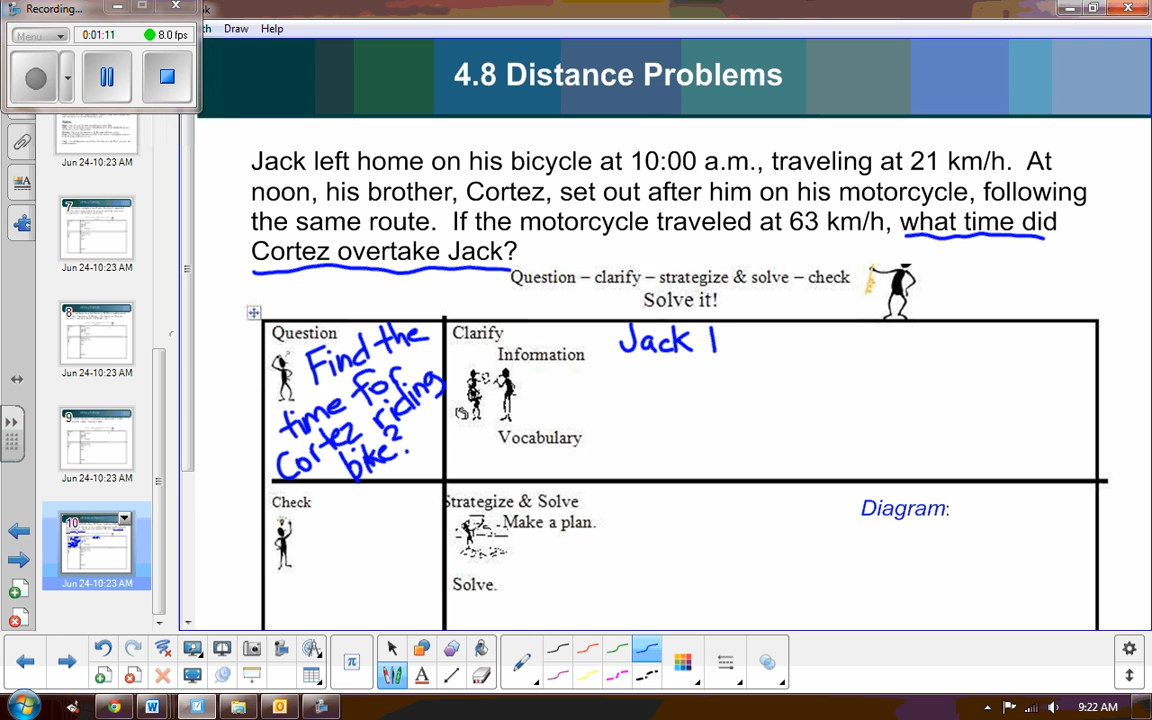 Recording...
Menu
0:01:11
8.0 fps
Draw
Help
4.8 Distance Problems
Jun 24-10:23 AM
7
Jun 24-10:23 AM
8
Jun 24-10:23 AM
9
Jun 24-10:23 AM
10
Jun 24-10:23 AM
Jack left home on his bicycle at 10:00 a.m., traveling at 21 km/h. At
noon, his brother, Cortez, set out after him on his motorcycle, following
the same route. If the motorcycle traveled at 63 km/h, what time did
Cortez overtake Jack?
Question – clarify – strategize & solve – check
Solve it!
Question
Find the
time for
Cortez riding
bike?
Clarify
Information
Jack 1
Vocabulary
Check
Strategize & Solve
Make a plan.
Solve.
Diagram:
π
A
9:22 AM